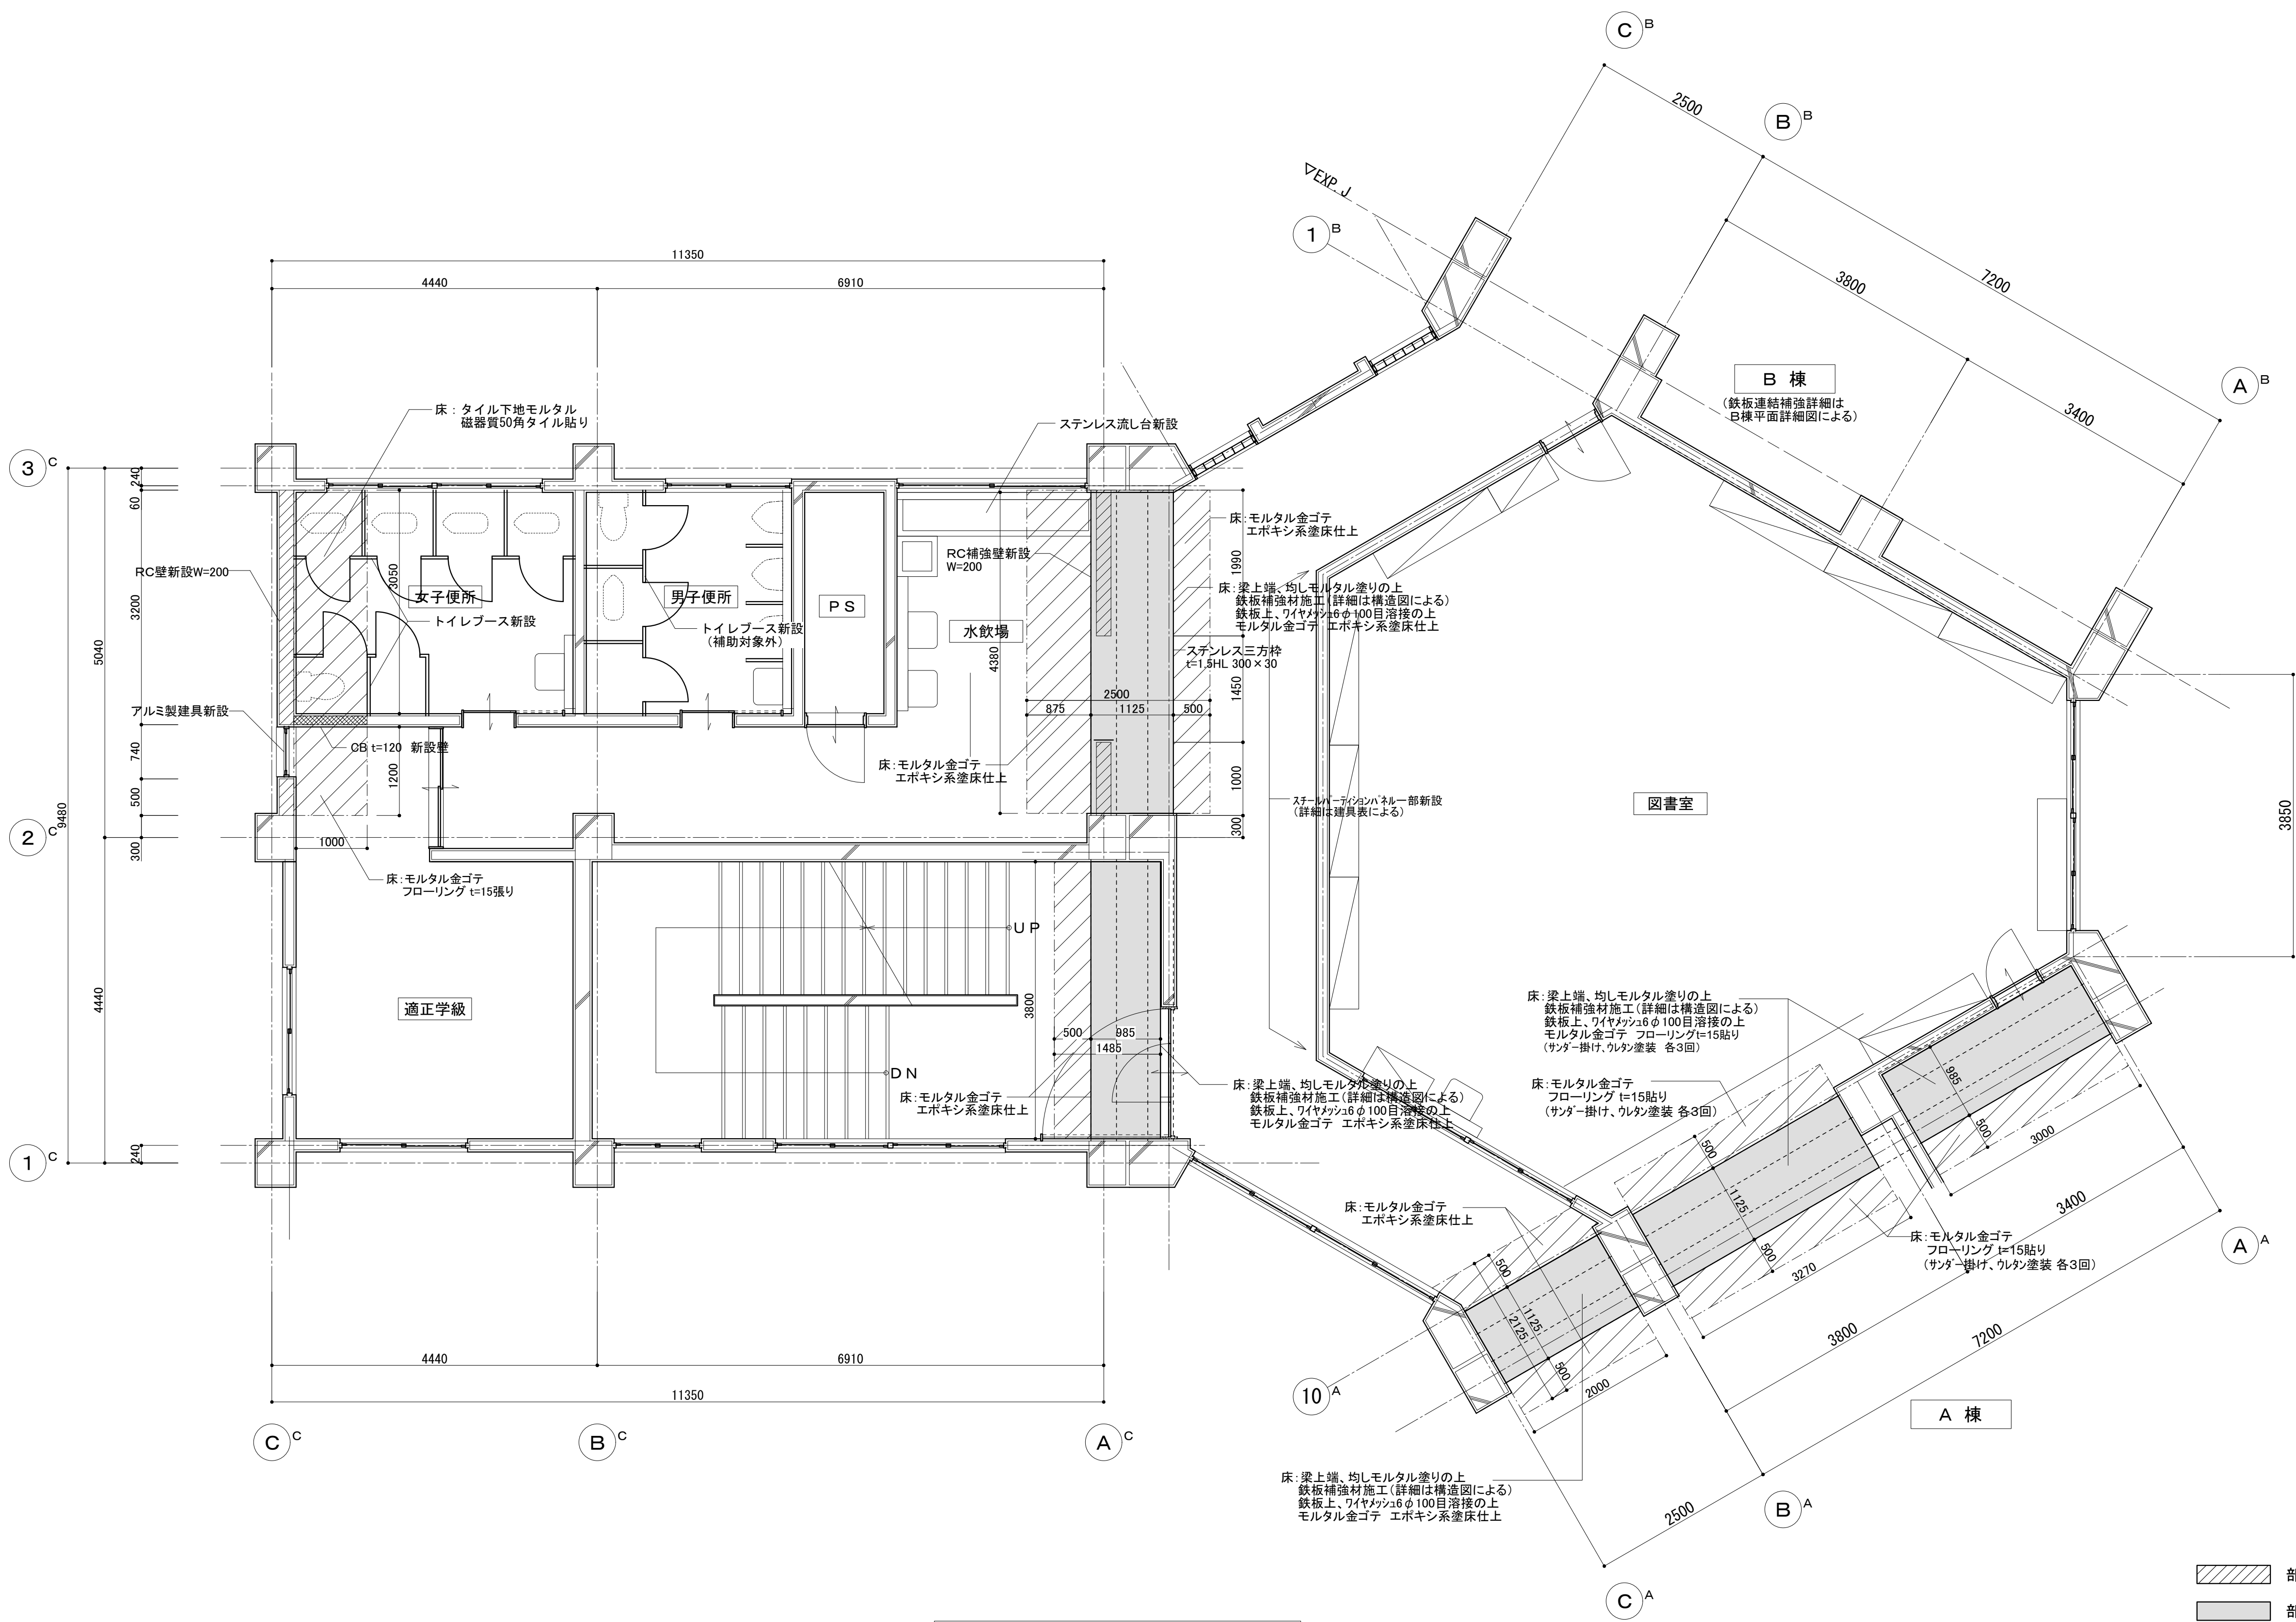 C B
2500
B B
▽EXP. J
1 B
11350
3800
7200
4440
6910
B 棟
(鉄板連結補強詳細は
B棟平面詳細図による)
A B
3400
床：タイル下地モルタル
磁器質50角タイル貼り
ステンレス流し台新設
3 C
240
60
床：モルタル金ゴテ
エポキシ系塗床仕上
RC補強壁新設
W=200
1990
RC壁新設W=200
3050
女子便所
男子便所
PS
床：梁上端、均しモルタル塗りの上
鉄板補強材施工(詳細は構造図による)
鉄板上、ワイヤメッシュ6φ100目溶接の上
モルタル金ゴテ エポキシ系塗床仕上
3200
トイレブース新設
トイレブース新設
(補助対象外)
水飲場
5040
4380
ステンレス三方枠
t=1.5HL 300×30
1450
2500
875
1125
500
アルミ製建具新設
CB t=120 新設壁
740
1200
床：モルタル金ゴテ
エポキシ系塗床仕上
1000
500
9480
スチールパーティションパネル一部新設
(詳細は建具表による)
図書室
3850
2 C
300
1000
300
床：モルタル金ゴテ
フローリング t=15張り
UP
4440
適正学級
3800
床：梁上端、均しモルタル塗りの上
鉄板補強材施工(詳細は構造図による)
鉄板上、ワイヤメッシュ6φ100目溶接の上
モルタル金ゴテ フローリングt=15貼り
(サンダー掛け、ウレタン塗装 各3回)
500
985
1485
DN
床：モルタル金ゴテ
エポキシ系塗床仕上
床：梁上端、均しモルタル塗りの上
鉄板補強材施工(詳細は構造図による)
鉄板上、ワイヤメッシュ6φ100目溶接の上
モルタル金ゴテ エポキシ系塗床仕上
床：モルタル金ゴテ
フローリング t=15貼り
(サンダー掛け、ウレタン塗装 各3回)
985
500
3000
1 C
240
500
1125
500
3270
床：モルタル金ゴテ
エポキシ系塗床仕上
3400
床：モルタル金ゴテ
フローリング t=15貼り
(サンダー掛け、ウレタン塗装 各3回)
A A
500
1125
2125
500
2000
3800
7200
4440
6910
11350
10 A
A 棟
C C
B C
A C
床：梁上端、均しモルタル塗りの上
鉄板補強材施工(詳細は構造図による)
鉄板上、ワイヤメッシュ6φ100目溶接の上
モルタル金ゴテ エポキシ系塗床仕上
2500
B A
C A
部
部